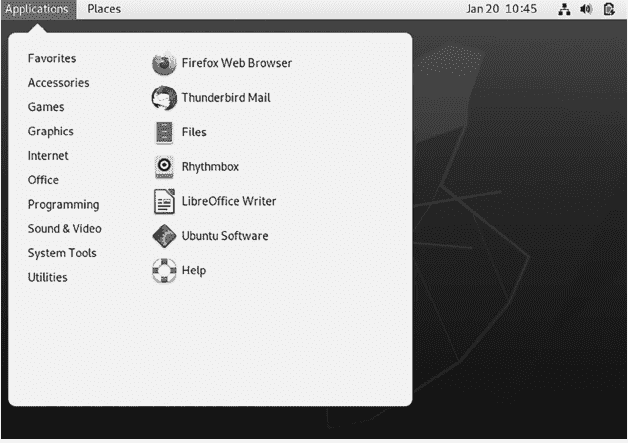 Applications Places Jan 20 10:45
Favorites
Accessories
Games
Graphics
Internet
Office
Programming
Sound & Video
System Tools
Utilities
Firefox Web Browser
Thunderbird Mail
Files
Rhythmbox
LibreOffice Writer
Ubuntu Software
Help